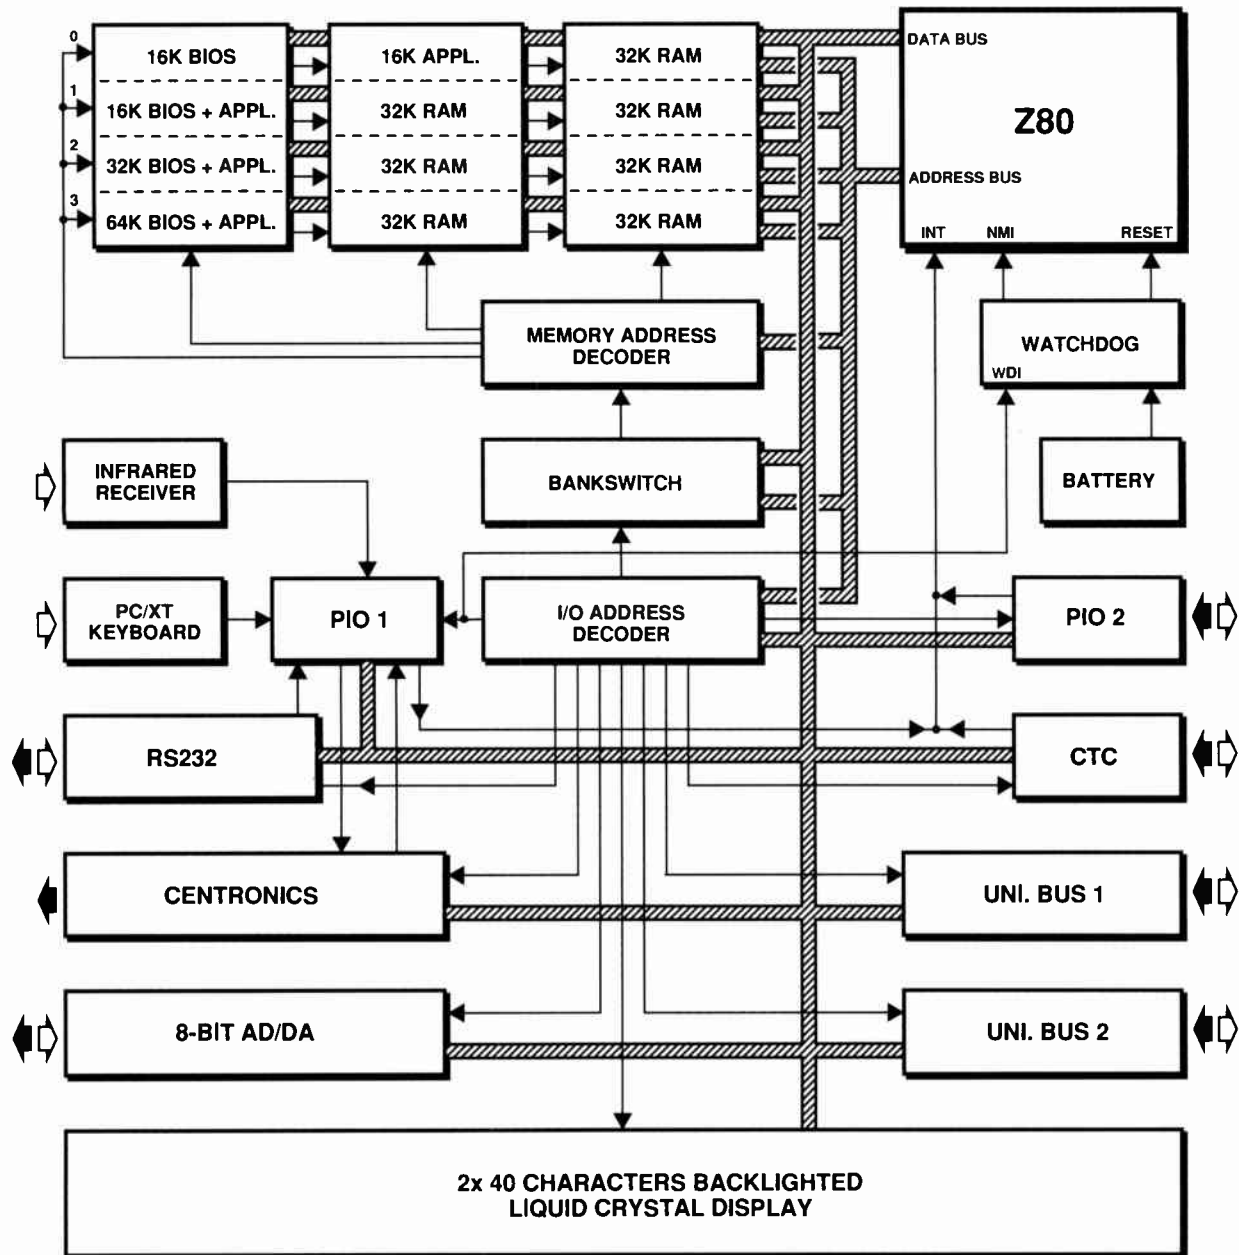 0
16K BIOS
16K APPL.
32K RAM
DATA BUS
1
16K BIOS + APPL.
32K RAM
32K RAM
Z80
2
32K BIOS + APPL.
32K RAM
32K RAM
ADDRESS BUS
3
64K BIOS + APPL.
32K RAM
32K RAM
INT
NMI
RESET
MEMORY ADDRESS
DECODER
WATCHDOG
WDI
INFRARED
RECEIVER
BANKSWITCH
BATTERY
PC/XT
KEYBOARD
PIO 1
I/O ADDRESS
DECODER
PIO 2
RS232
CTC
CENTRONICS
UNI. BUS 1
8-BIT AD/DA
UNI. BUS 2
2x 40 CHARACTERS BACKLIGHTED
LIQUID CRYSTAL DISPLAY